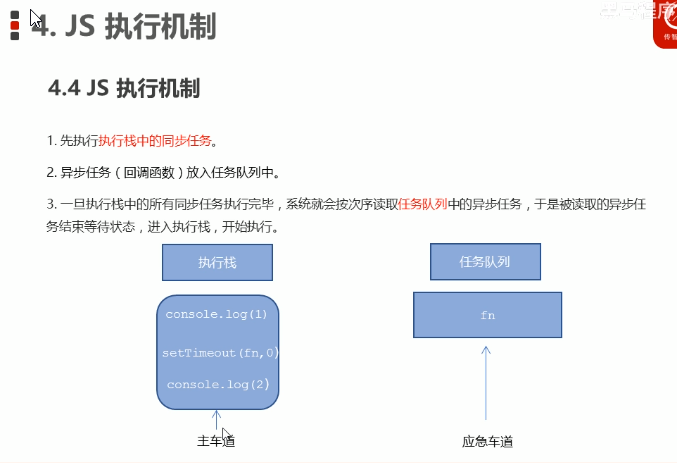 4. JS 执行机制
4.4 JS 执行机制
1. 先执行执行栈中的同步任务。
2. 异步任务（回调函数）放入任务队列中。
3. 一旦执行栈中的所有同步任务执行完毕，系统就会按次序读取任务队列中的异步任务，于是被读取的异步任
务结束等待状态，进入执行栈，开始执行。
执行栈
任务队列
console.log(1)
fn
setTimeout(fn,0)
console.log(2)
主车道
应急车道